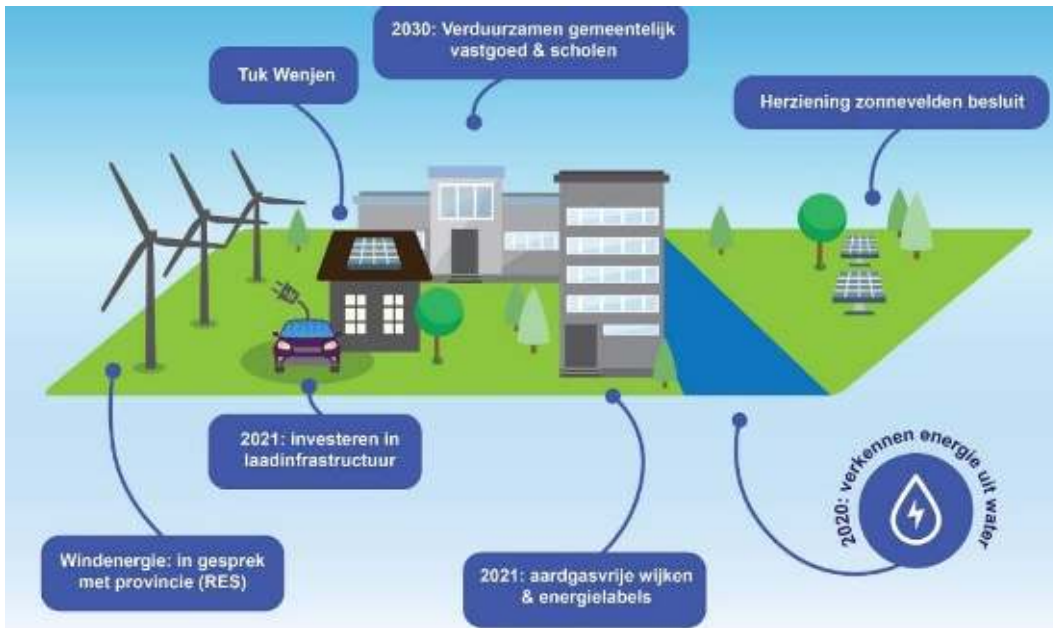 2030: Verduurzamen gemeentelijk
vastgoed & scholen
Tuk Wenjen
Herziening zonnevelden besluit
2021: investeren in
laadinfrastructuur
2020: verkennen energie uit water
Windenergie: in gesprek
met provincie (RES)
2021: aardgasvrije wijken
& energielabels